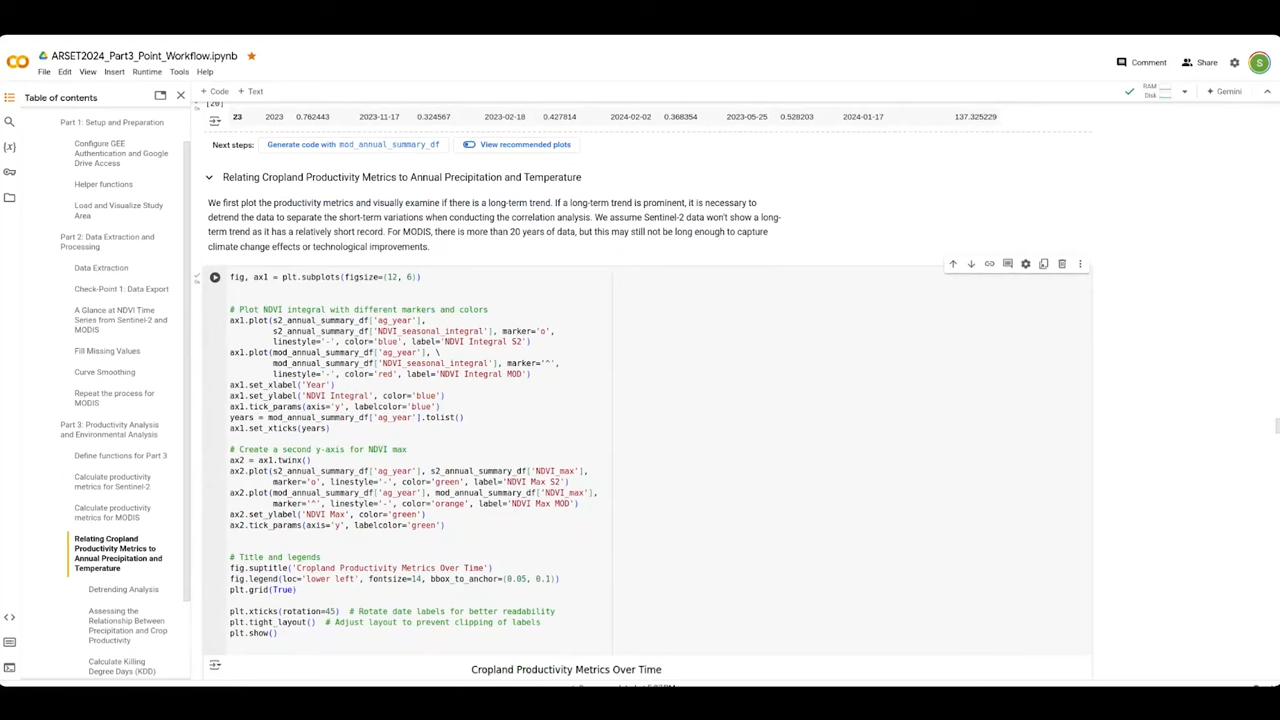 ARSET2024_Part3_Point_Workflow.ipynb
File Edit View Insert Runtime Tools Help
Comment Share S
Table of contents
+ Code + Text
RAM
Disk
Gemini
Part 1: Setup and Preparation
Configure GEE
Authentication and Google
Drive Access
Helper functions
Load and Visualize Study
Area
Part 2: Data Extraction and
Processing
Data Extraction
Check-Point 1: Data Export
A Glance at NDVI Time
Series from Sentinel-2 and
MODIS
Fill Missing Values
Curve Smoothing
Repeat the process for
MODIS
Part 3: Productivity Analysis
and Environmental Analysis
Define functions for Part 3
Calculate productivity
metrics for Sentinel-2
Calculate productivity
metrics for MODIS
Relating Cropland
Productivity Metrics to
Annual Precipitation and
Temperature
Detrending Analysis
Assessing the
Relationship Between
Precipitation and Crop
Productivity
Calculate Killing
Degree Days (KDD)
[20]
23 2023 0.762443 2023-11-17 0.324567 2023-02-18 0.427814 2024-02-02 0.368354 2023-05-25 0.528203 2024-01-17 137.325229
Next steps: Generate code with mod_annual_summary_df View recommended plots
Relating Cropland Productivity Metrics to Annual Precipitation and Temperature
We first plot the productivity metrics and visually examine if there is a long-term trend. If a long-term trend is prominent, it is necessary to
detrend the data to separate the short-term variations when conducting the correlation analysis. We assume Sentinel-2 data won't show a long-
term trend as it has a relatively short record. For MODIS, there is more than 20 years of data, but this may still not be long enough to capture
climate change effects or technological improvements.
fig, ax1 = plt.subplots(figsize=(12, 6))
# Plot NDVI integral with different markers and colors
ax1.plot(s2_annual_summary_df['ag_year'],
s2_annual_summary_df['NDVI_seasonal_integral'], marker='o',
linestyle='-', color='blue', label='NDVI Integral S2')
ax1.plot(mod_annual_summary_df['ag_year'], \
mod_annual_summary_df['NDVI_seasonal_integral'], marker='^',
linestyle='-', color='red', label='NDVI Integral MOD')
ax1.set_xlabel('Year')
ax1.set_ylabel('NDVI Integral', color='blue')
ax1.tick_params(axis='y', labelcolor='blue')
years = mod_annual_summary_df['ag_year'].tolist()
ax1.set_xticks(years)
# Create a second y-axis for NDVI max
ax2 = ax1.twinx()
ax2.plot(s2_annual_summary_df['ag_year'], s2_annual_summary_df['NDVI_max'],
marker='o', linestyle='-', color='green', label='NDVI Max S2')
ax2.plot(mod_annual_summary_df['ag_year'], mod_annual_summary_df['NDVI_max'],
marker='^', linestyle='-', color='orange', label='NDVI Max MOD')
ax2.set_ylabel('NDVI Max', color='green')
ax2.tick_params(axis='y', labelcolor='green')
# Title and legends
fig.suptitle('Cropland Productivity Metrics Over Time')
fig.legend(loc='lower left', fontsize=14, bbox_to_anchor=(0.05, 0.1))
plt.grid(True)
plt.xticks(rotation=45) # Rotate date labels for better readability
plt.tight_layout() # Adjust layout to prevent clipping of labels
plt.show()
Cropland Productivity Metrics Over Time